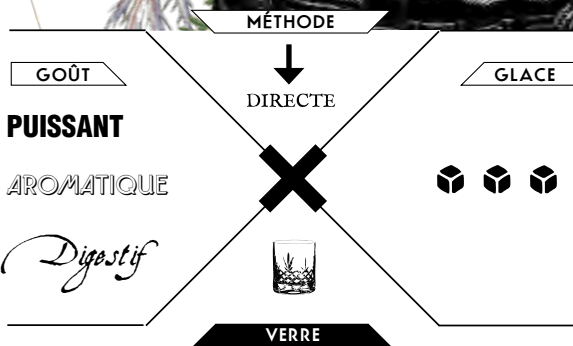 MÉTHODE
DIRECTE
GOÛT
PUISSANT
AROMATIQUE
Digestif
GLACE
VERRE